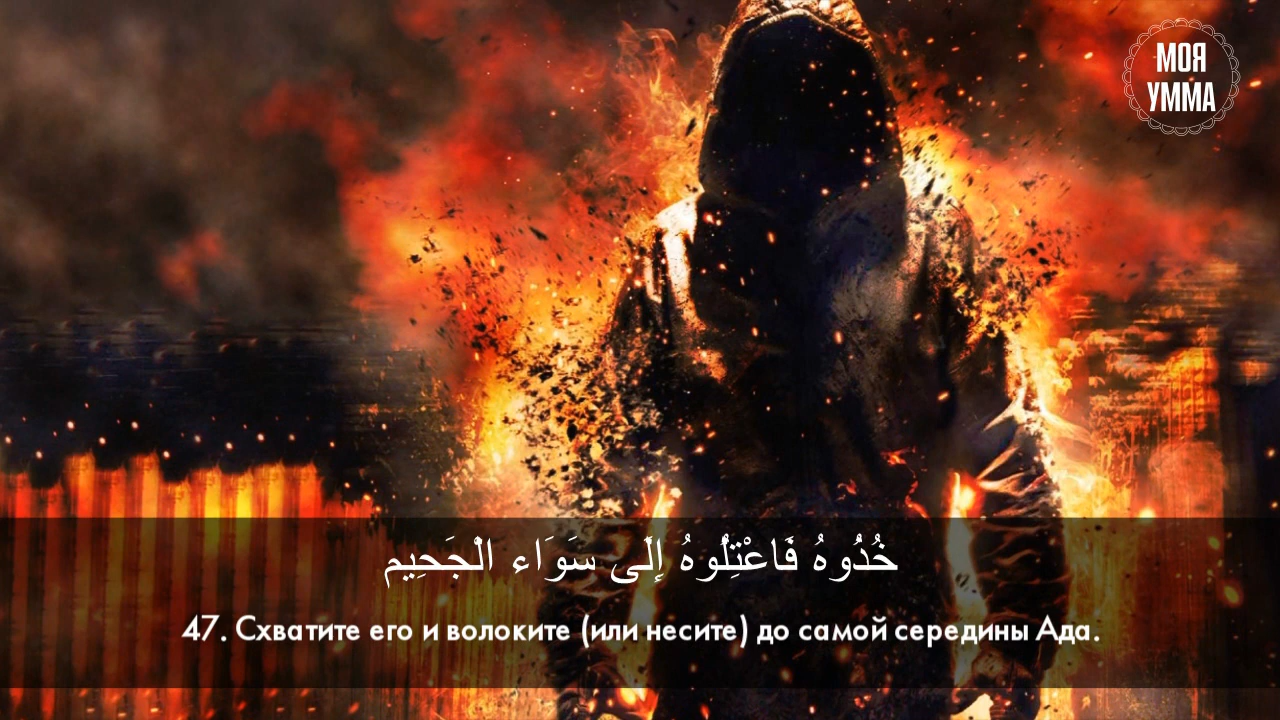 МОЯ
УММА
خُذُوهُ فَاعْتِلُوهُ إِلَى سَوَاء الْجَحِيم
47. Схватите его и волоките (или несите) до самой середины Ада.